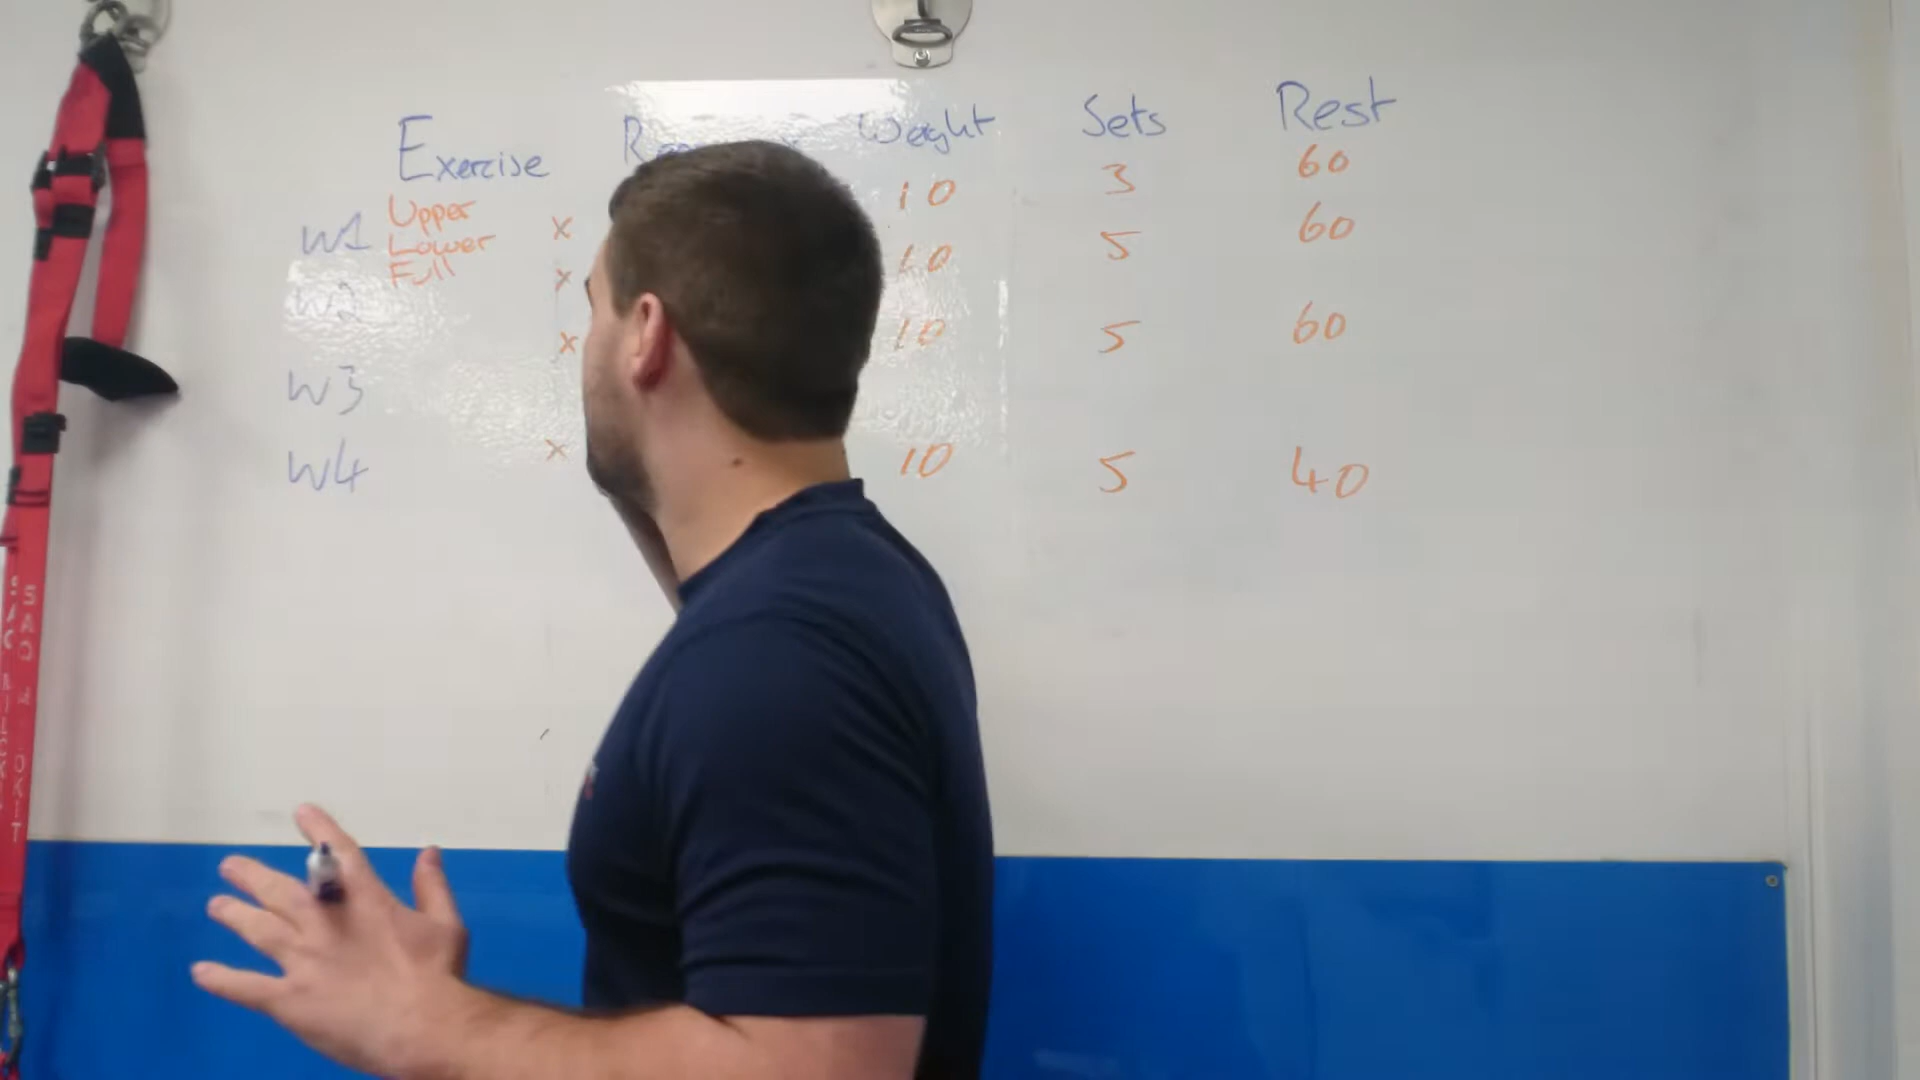 Exercise Weight Sets Rest
Upper 10 3 60
W1 Lower x 10 5 60
Full x
W2 x 10 5 60
W3
W4 x 10 5 40